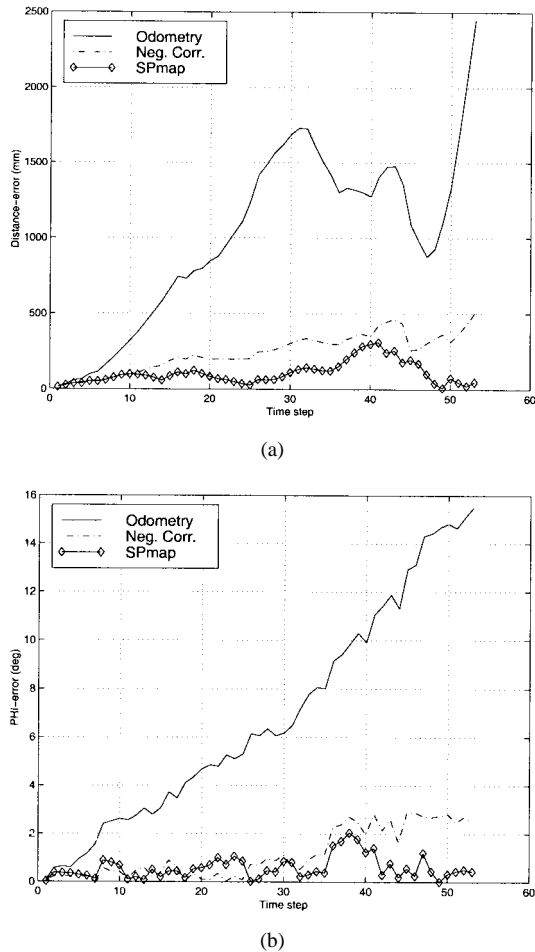 2500
2000
1500
1000
500
0
Distance-error (mm)
Odometry
Neg. Corr.
SPmap
0
10
20
30
40
50
60
Time step
(a)
16
14
12
10
8
6
4
2
0
PHI-error (deg)
Odometry
Neg. Corr.
SPmap
0
10
20
30
40
50
60
Time step
(b)